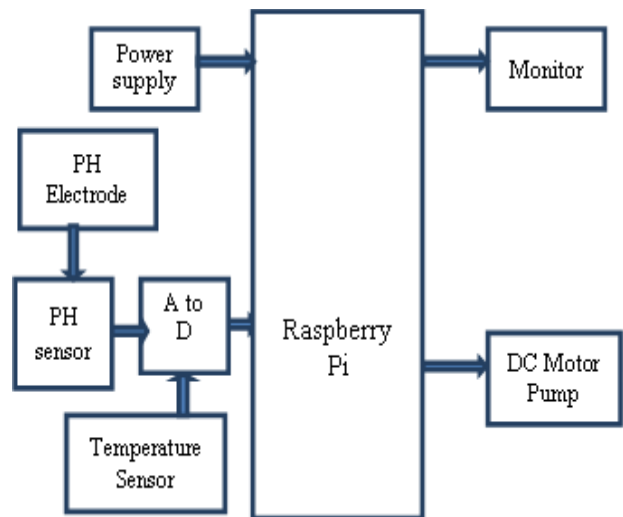 Power
supply
Monitor
PH
Electrode
PH
sensor
A to
D
Raspberry
Pi
DC Motor
Pump
Temperature
Sensor